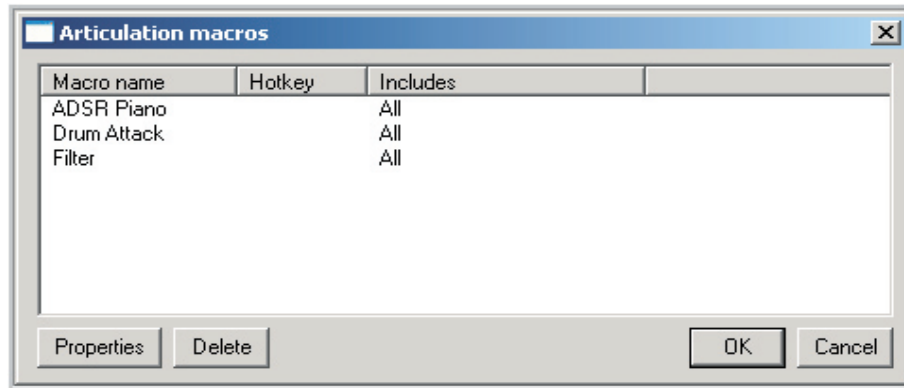 Articulation macros
Macro name Hotkey Includes
ADSR Piano All
Drum Attack All
Filter All
Properties Delete OK Cancel